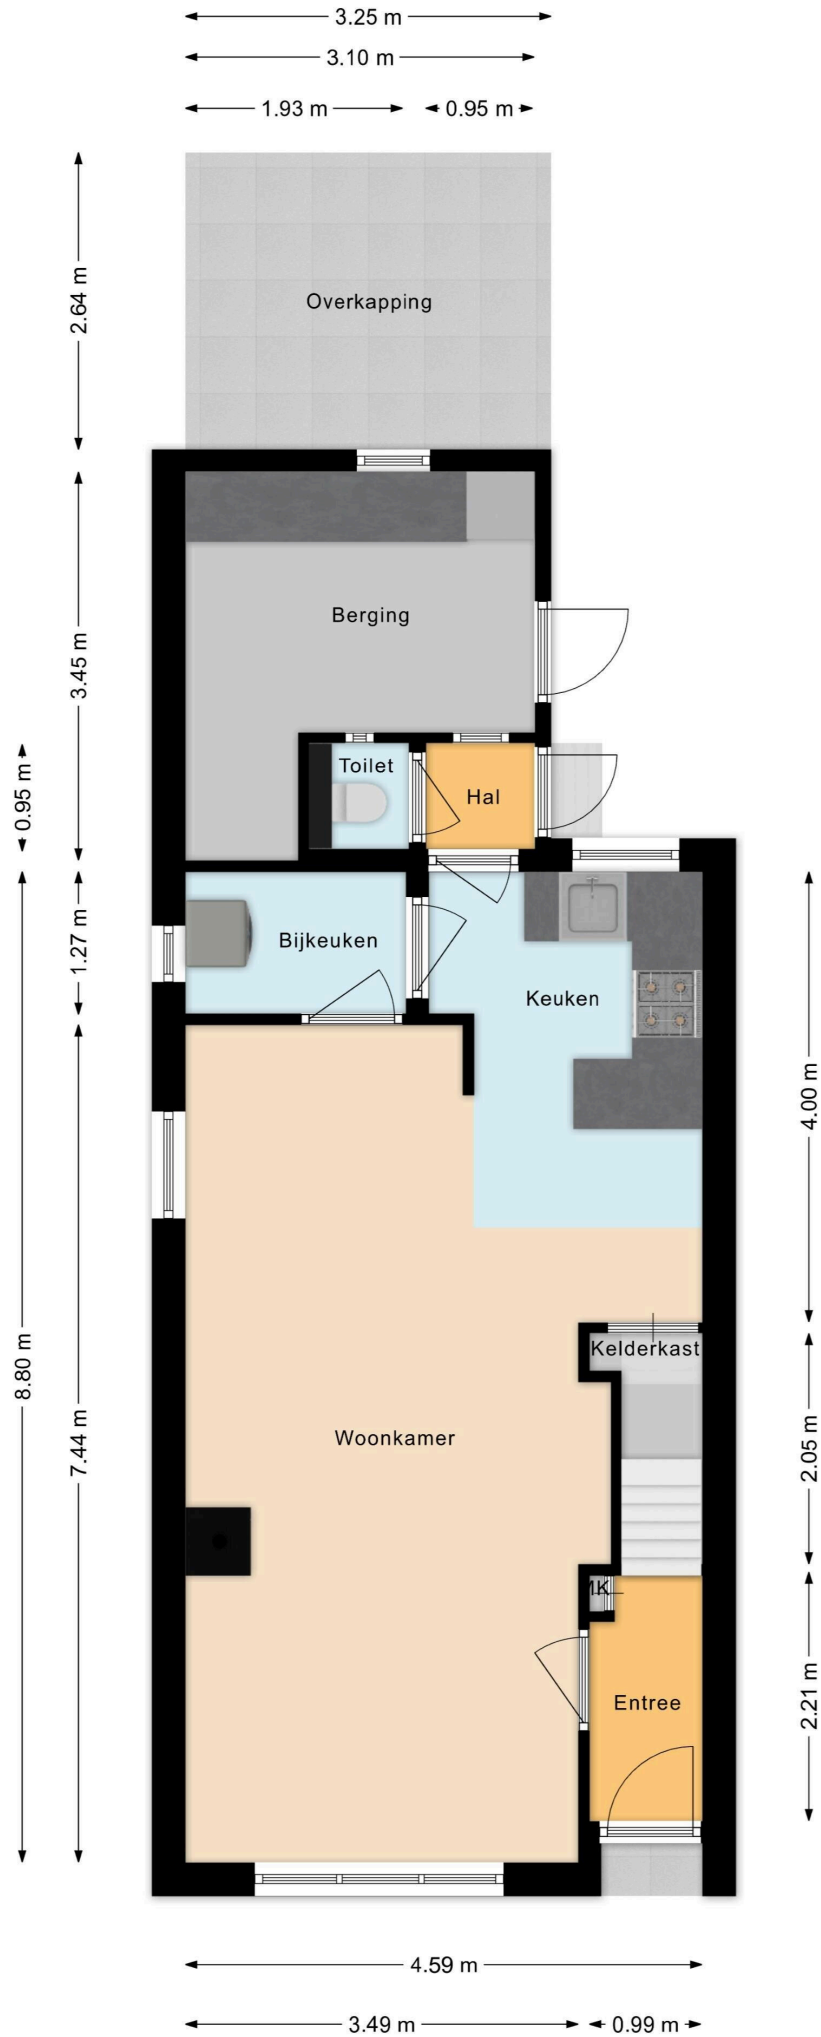 3.25 m
3.10 m
1.93 m
0.95 m
2.64 m
Overkapping
3.45 m
Berging
0.95 m
Toilet
Hal
1.27 m
Bijkeuken
Keuken
4.00 m
8.80 m
7.44 m
Kelderkast
Woonkamer
2.05 m
MK
Entree
2.21 m
4.59 m
3.49 m
0.99 m